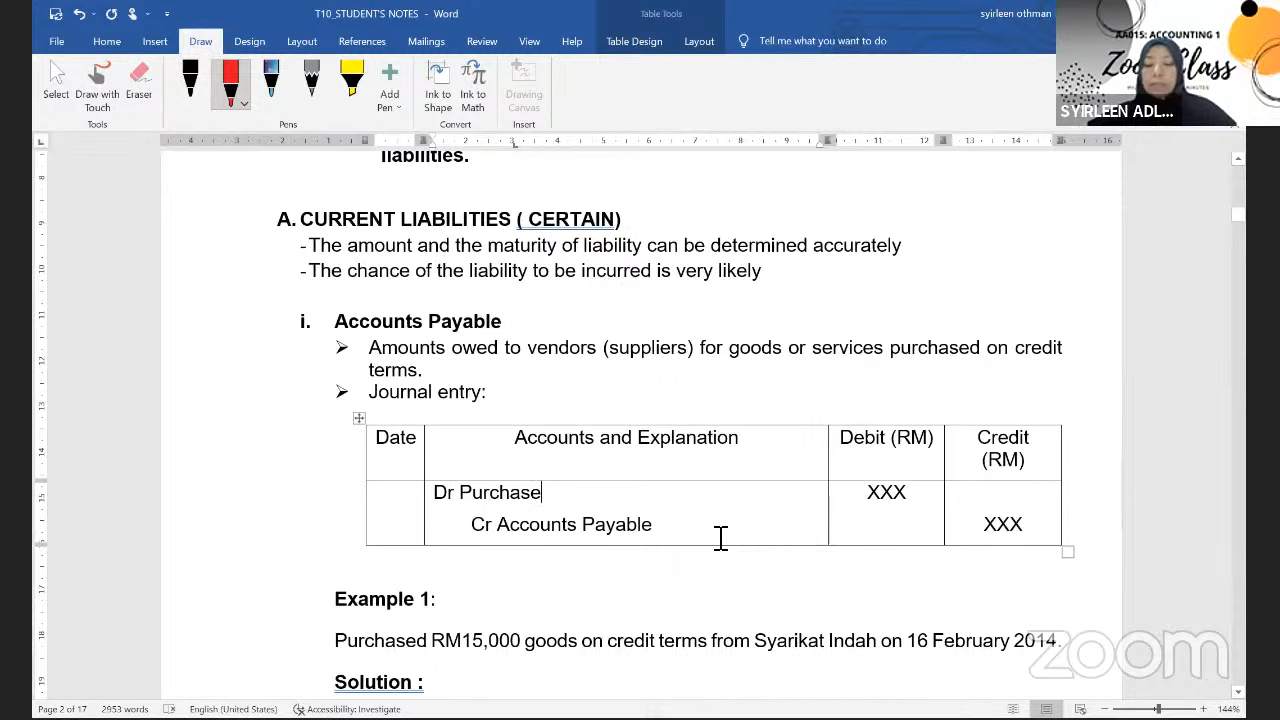 T10_STUDENT'S NOTES - Word
Table Tools
syirleen othman
File Home Insert Draw Design Layout References Mailings Review View Help Table Design Layout Tell me what you want to do
AA015: ACCOUNTING 1
Class
MINUTES
SYIRLEEN ADL...
Select Draw with Touch Eraser Add Pen Ink to Shape Ink to Math Drawing Canvas
Tools Pens Convert Insert
liabilities.
A. CURRENT LIABILITIES ( CERTAIN)
- The amount and the maturity of liability can be determined accurately
- The chance of the liability to be incurred is very likely
i. Accounts Payable
➢ Amounts owed to vendors (suppliers) for goods or services purchased on credit
terms.
➢ Journal entry:
Date Accounts and Explanation Debit (RM) Credit
(RM)
Dr Purchase XXX
Cr Accounts Payable XXX
Example 1:
Purchased RM15,000 goods on credit terms from Syarikat Indah on 16 February 2014.
zoom
Solution :
Page 2 of 17 2953 words English (United States) Accessibility: Investigate 144%